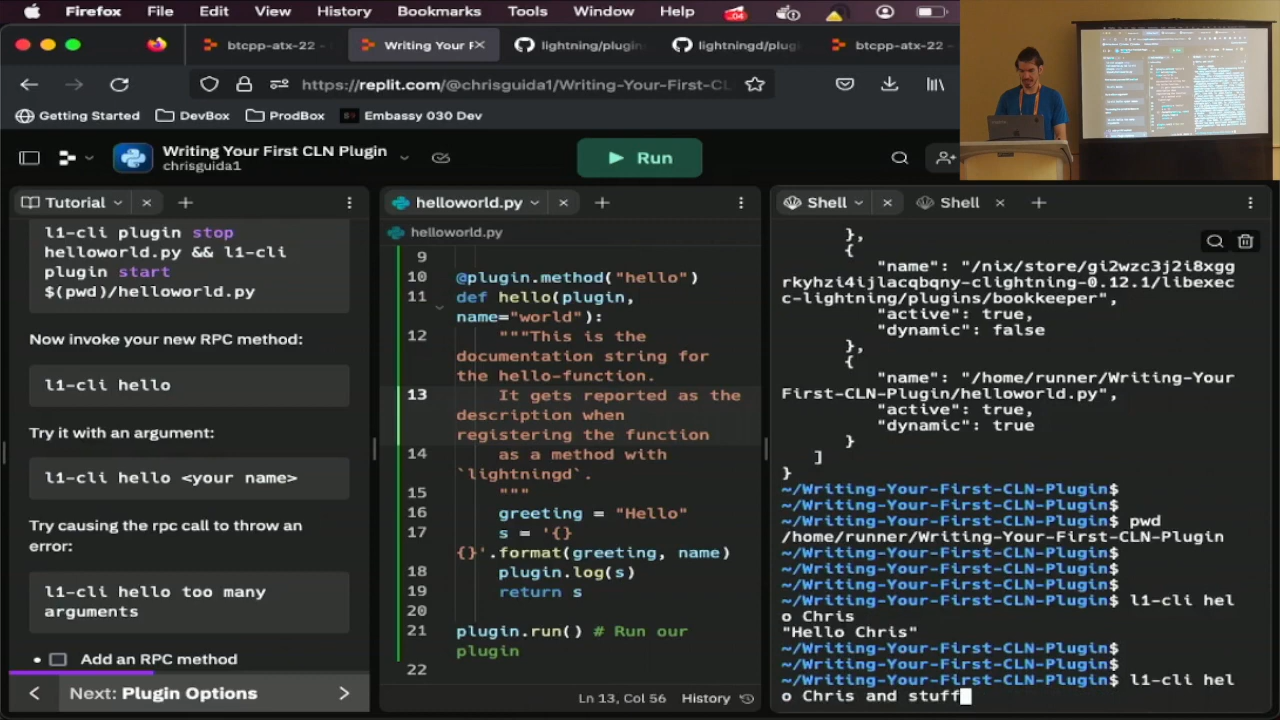 Firefox File Edit View History Bookmarks Tools Window Help
btcpp-atx-22 - Writing Your F lightning/plugin lightningd/plug btcpp-atx-22 -
https://replit.com/@chrisguida1/Writing-Your-First-CL
Getting Started DevBox ProdBox Embassy 030 Dev
Writing Your First CLN Plugin
chrisguida1
Run
Tutorial
l1-cli plugin stop
helloworld.py && l1-cli
plugin start
$(pwd)/helloworld.py
Now invoke your new RPC method:
l1-cli hello
Try it with an argument:
l1-cli hello <your name>
Try causing the rpc call to throw an
error:
l1-cli hello too many
arguments
Add an RPC method
Next: Plugin Options
helloworld.py
helloworld.py
9
10 @plugin.method("hello")
11 def hello(plugin,
name="world"):
12 """This is the
documentation string for
the hello-function.
13 It gets reported as the
description when
registering the function
14 as a method with
`lightningd`.
15 """
16 greeting = "Hello"
17 s = '{}
{}'.format(greeting, name)
18 plugin.log(s)
19 return s
20
21 plugin.run() # Run our
plugin
22
Ln 13, Col 56 History
Shell Shell
},
{
"name": "/nix/store/gi2wzc3j2i8xgg
rkyhzi4ijlacqbqny-clightning-0.12.1/libexec
c-lightning/plugins/bookkeeper",
"active": true,
"dynamic": false
},
{
"name": "/home/runner/Writing-Your
First-CLN-Plugin/helloworld.py",
"active": true,
"dynamic": true
}
]
}
~/Writing-Your-First-CLN-Plugin$
~/Writing-Your-First-CLN-Plugin$
~/Writing-Your-First-CLN-Plugin$ pwd
/home/runner/Writing-Your-First-CLN-Plugin
~/Writing-Your-First-CLN-Plugin$
~/Writing-Your-First-CLN-Plugin$
~/Writing-Your-First-CLN-Plugin$
~/Writing-Your-First-CLN-Plugin$ l1-cli hel
o Chris
"Hello Chris"
~/Writing-Your-First-CLN-Plugin$
~/Writing-Your-First-CLN-Plugin$
~/Writing-Your-First-CLN-Plugin$ l1-cli hel
o Chris and stuff